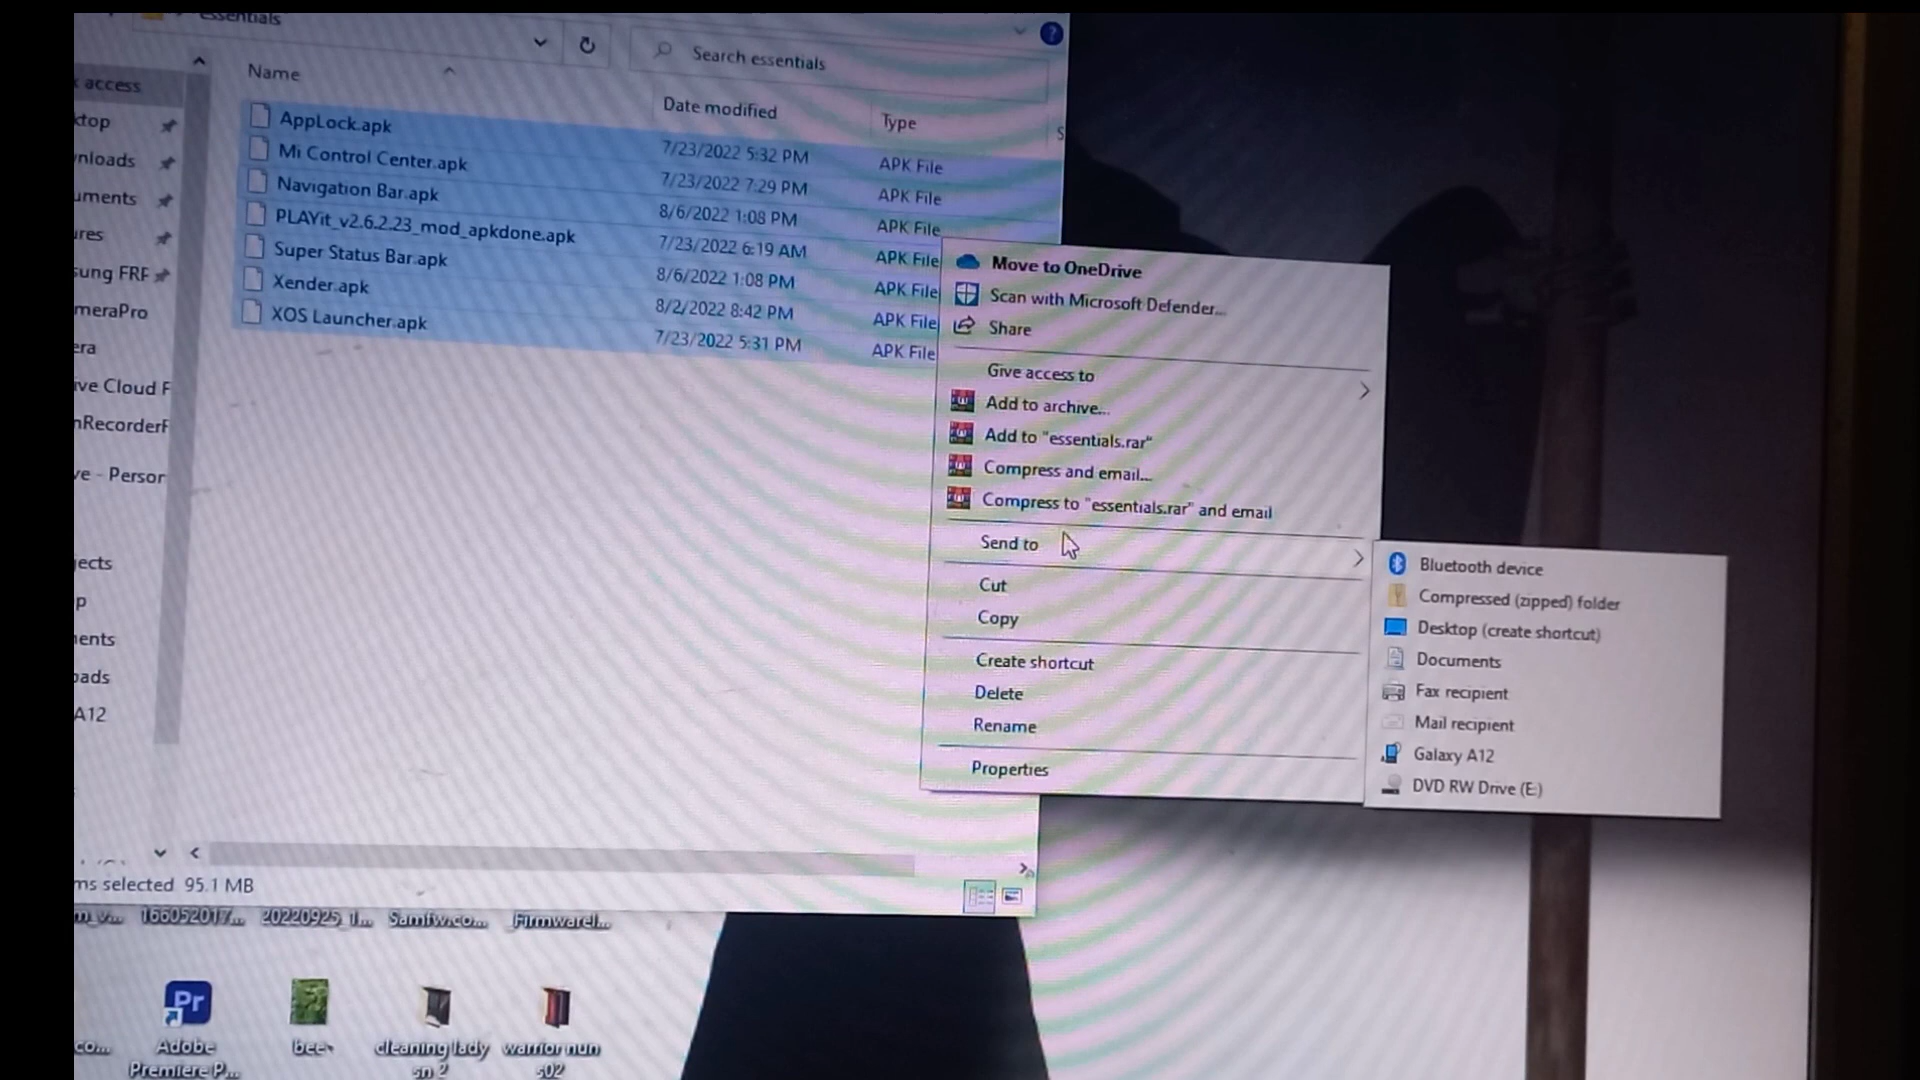 essentials
Search essentials
Name
Date modified
Type
S
access
AppLock.apk
7/23/2022 5:32 PM
APK File
Mi Control Center.apk
7/23/2022 7:29 PM
APK File
Navigation Bar.apk
8/6/2022 1:08 PM
APK File
PLAYit_v2.6.2.23_mod_apkdone.apk
7/23/2022 6:19 AM
APK File
Super Status Bar.apk
8/6/2022 1:08 PM
APK File
Xender.apk
8/2/2022 8:42 PM
APK File
XOS Launcher.apk
7/23/2022 5:31 PM
APK File
ktop
nloads
uments
ures
sung FRF
meraPro
era
ive Cloud F
nRecorderF
ve - Person
jects
p
nents
oads
A12
Move to OneDrive
Scan with Microsoft Defender...
Share
Give access to
Add to archive...
Add to "essentials.rar"
Compress and email...
Compress to "essentials.rar" and email
Send to
Cut
Copy
Create shortcut
Delete
Rename
Properties
Bluetooth device
Compressed (zipped) folder
Desktop (create shortcut)
Documents
Fax recipient
Mail recipient
Galaxy A12
DVD RW Drive (E:)
ms selected 95.1 MB
166052017...
20220925_1...
Samfw.co...
Firmware...
co...
Adobe
Premiere P...
bee
cleaning lady
sn 2
warrior nun
s02